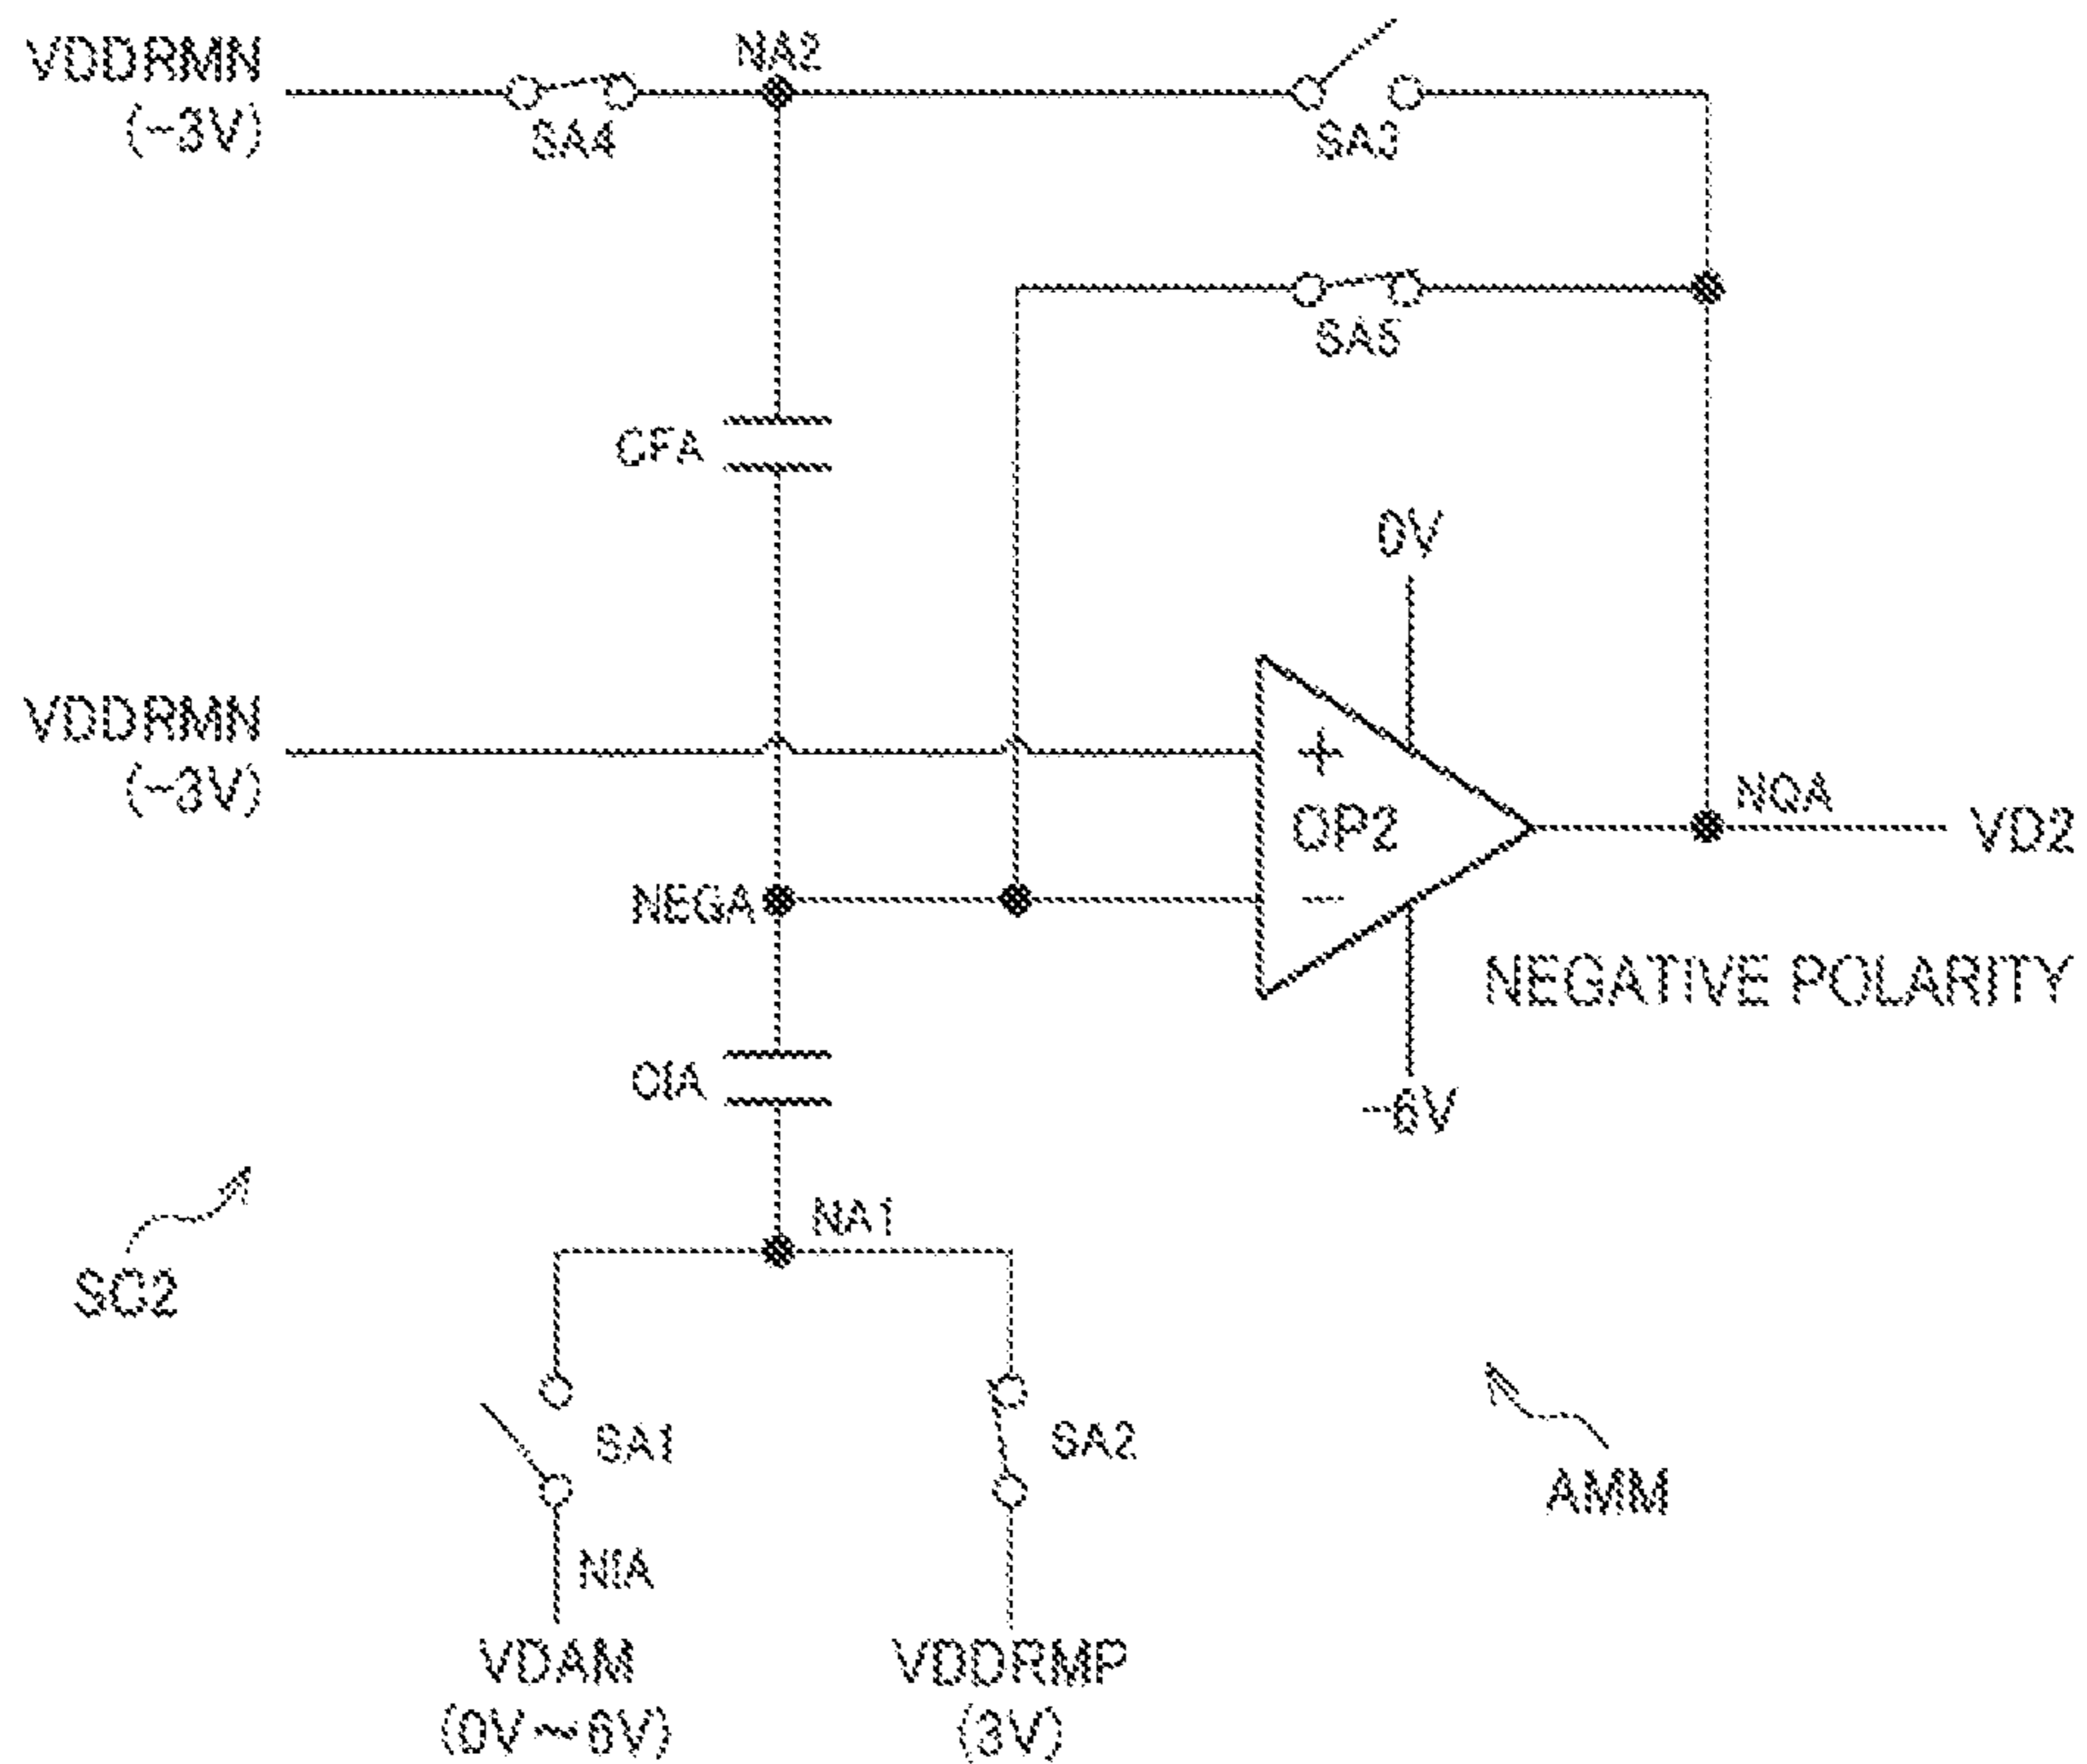 VDDRMN
(-3V)
NA2
SA4
SA3
SA5
CFA
0V
VDDRMN
(-3V)
+
OP2
-
NQA
VD2
NEGA
NEGATIVE POLARITY
CIA
-6V
NA1
SC2
SA1
SA2
AMM
NIA
VDAM
(0V~6V)
VDDRMP
(3V)